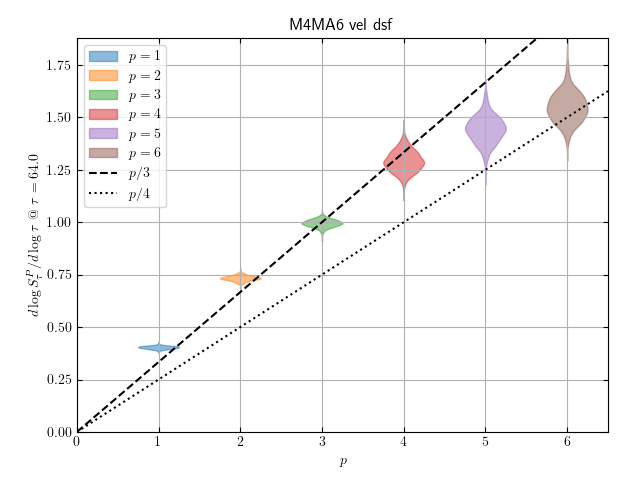 M4MA6 vel dsf
d log S_τ^P / d log τ @ τ = 64.0
1.75
1.50
1.25
1.00
0.75
0.50
0.25
0.00
p = 1
p = 2
p = 3
p = 4
p = 5
p = 6
p/3
p/4
0 1 2 3 4 5 6
p